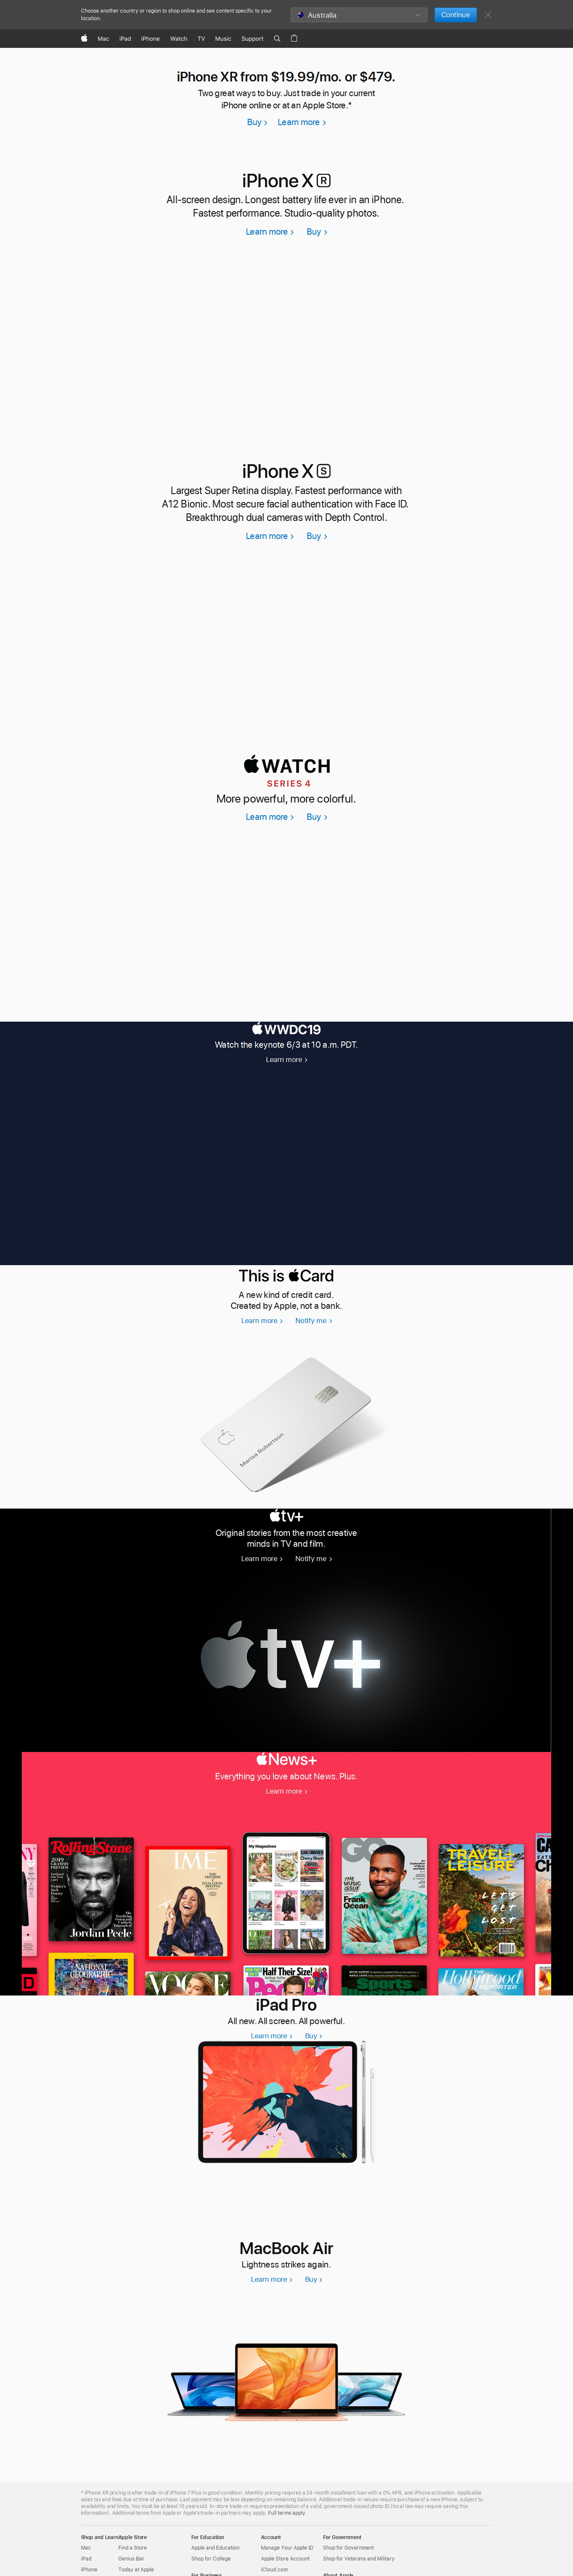 Choose another country or region to shop online and see content specific to your
location.
Australia
Continue
Mac iPad iPhone Watch TV Music Support
iPhone XR from $19.99/mo. or $479.
Two great ways to buy. Just trade in your current
iPhone online or at an Apple Store.*
Buy > Learn more >
iPhone X R
All-screen design. Longest battery life ever in an iPhone.
Fastest performance. Studio-quality photos.
Learn more > Buy >
iPhone X S
Largest Super Retina display. Fastest performance with
A12 Bionic. Most secure facial authentication with Face ID.
Breakthrough dual cameras with Depth Control.
Learn more > Buy >
WATCH
SERIES 4
More powerful, more colorful.
Learn more > Buy >
WWDC19
Watch the keynote 6/3 at 10 a.m. PDT.
Learn more >
This is Card
A new kind of credit card.
Created by Apple, not a bank.
Learn more > Notify me >
Marisa Robertson
tv+
Original stories from the most creative
minds in TV and film.
Learn more > Notify me >
tv+
News+
Everything you love about News. Plus.
Learn more >
RollingStone
Jordan Peele
TIME
My Magazines
GQ
Frank
Ocean
TRAVEL+
LEISURE
LET'S
GET
LOST
NATIONAL
GEOGRAPHIC
VOGUE
Half Their Size!
People
Sports
Illustrated
THE
Hollywood
REPORTER
iPad Pro
All new. All screen. All powerful.
Learn more > Buy >
MacBook Air
Lightness strikes again.
Learn more > Buy >
* iPhone XR pricing is after trade-in of iPhone 7 Plus in good condition. Monthly pricing requires a 24-month installment loan with a 0% APR, and iPhone activation. Applicable
sales tax and fees due at time of purchase. Last payment may be less depending on remaining balance. Additional trade-in values require purchase of a new iPhone, subject to
availability and limits. You must be at least 18 years old. In-store trade-in requires presentation of a valid, government-issued photo ID (local law may require saving this
information). Additional terms from Apple or Apple's trade-in partners may apply. Full terms apply.
Shop and Learn Apple Store For Education Account For Government
Mac Find a Store Apple and Education Manage Your Apple ID Shop for Government
iPad Genius Bar Shop for College Apple Store Account Shop for Veterans and Military
iPhone Today at Apple iCloud.com
For Business About Apple